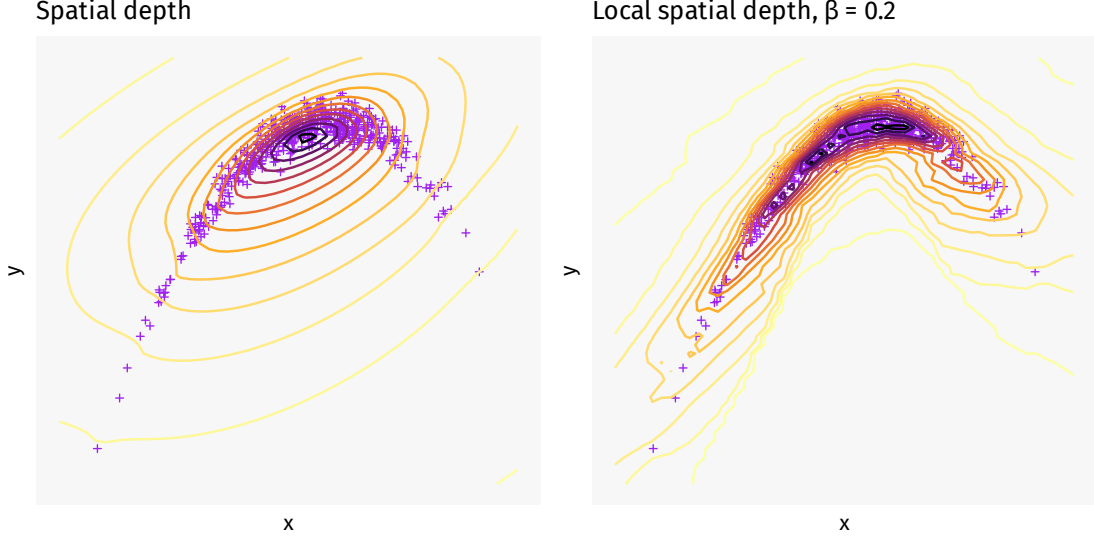 Spatial depth
Local spatial depth, β = 0.2
y
x
y
x